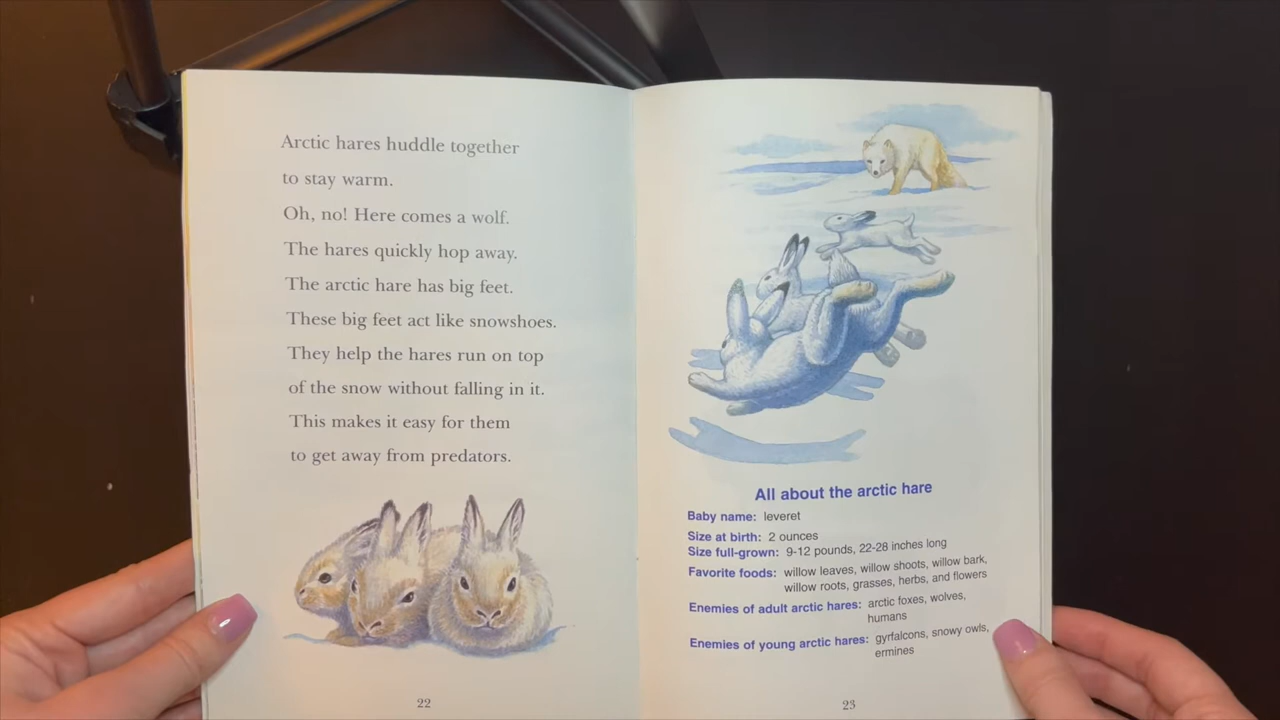 Arctic hares huddle together
to stay warm.
Oh, no! Here comes a wolf.
The hares quickly hop away.
The arctic hare has big feet.
These big feet act like snowshoes.
They help the hares run on top
of the snow without falling in it.
This makes it easy for them
to get away from predators.
22
All about the arctic hare
Baby name: leveret
Size at birth: 2 ounces
Size full-grown: 9-12 pounds, 22-28 inches long
Favorite foods: willow leaves, willow shoots, willow bark,
willow roots, grasses, herbs, and flowers
Enemies of adult arctic hares: arctic foxes, wolves,
humans
Enemies of young arctic hares: gyrfalcons, snowy owls,
ermines
23